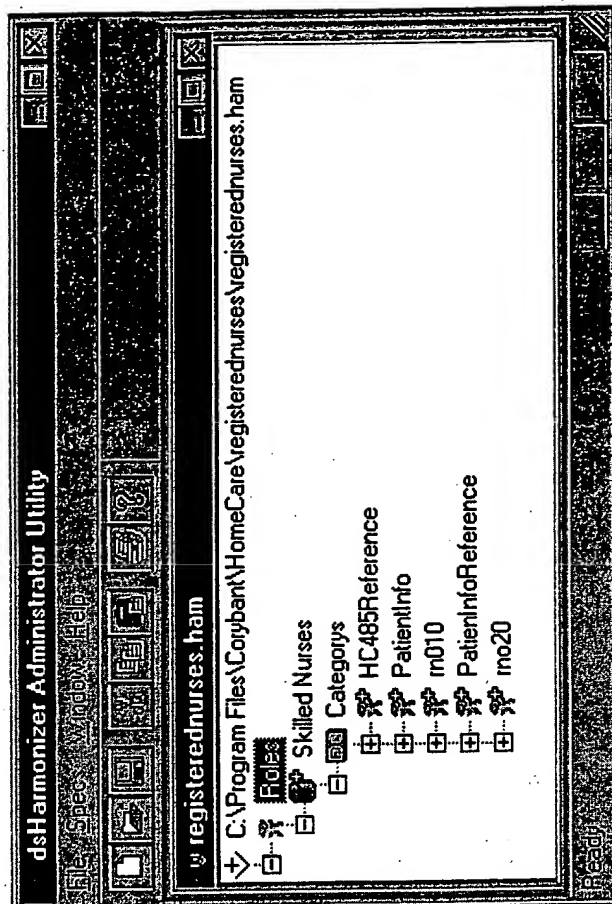 dsHarmonizer Administrator Utility
File Specs Window Help
registerednurses.ham
C:\Program Files\Corybant\HomeCare\registerednurses\registerednurses.ham
Roles
Skilled Nurses
Categorys
HC485Reference
PatientInfo
rn010
PatientInfoReference
rno20
Ready